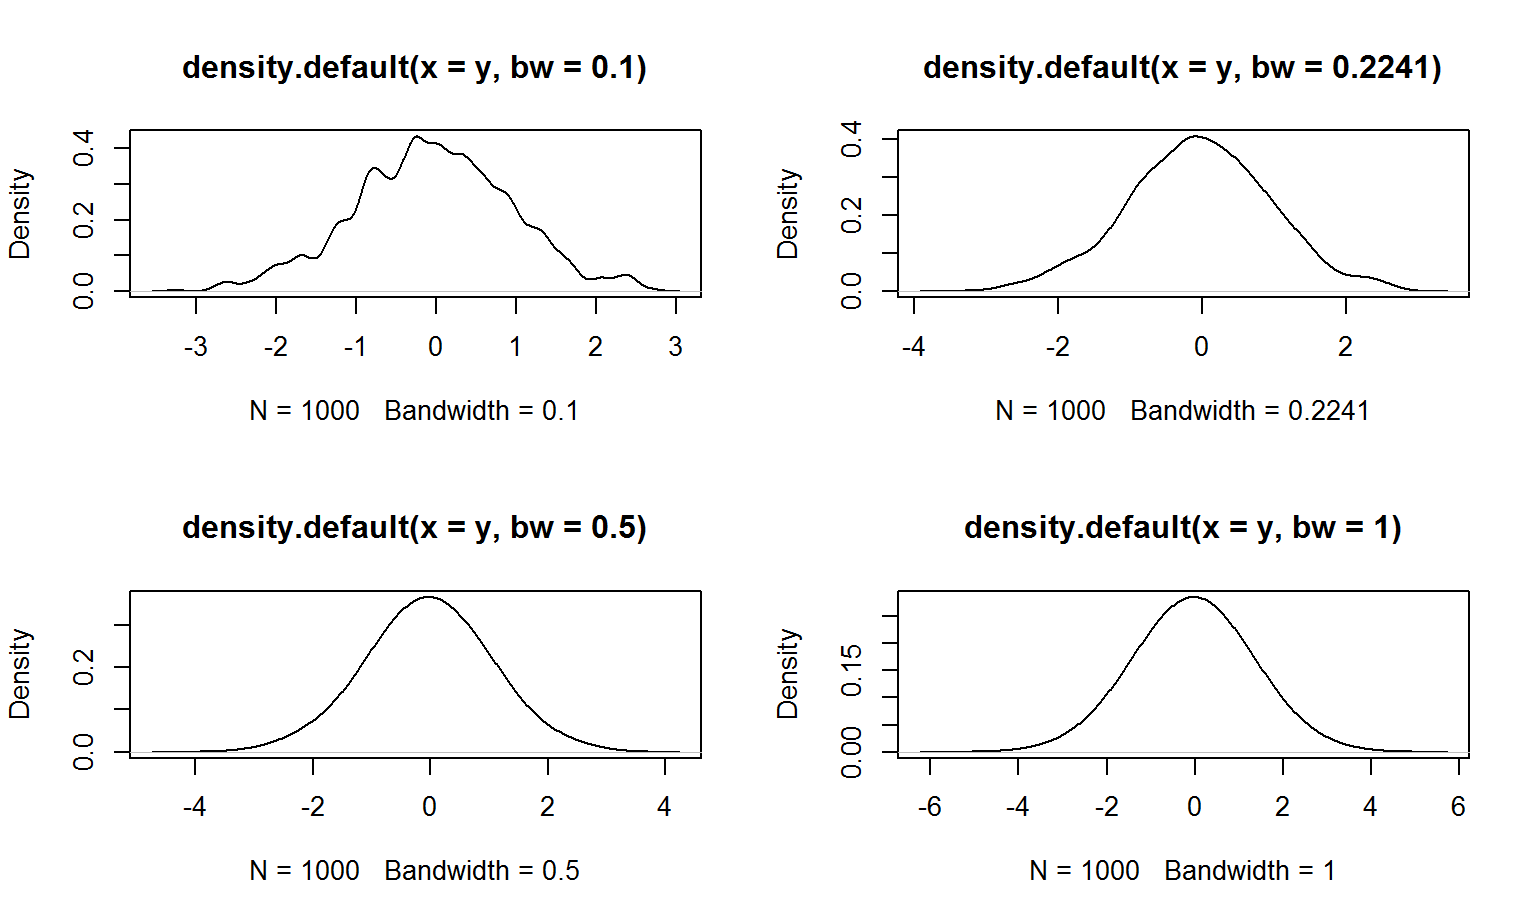 density.default(x = y, bw = 0.1)
Density
0.0 0.2 0.4
-3 -2 -1 0 1 2 3
N = 1000 Bandwidth = 0.1
density.default(x = y, bw = 0.2241)
Density
0.0 0.2 0.4
-4 -2 0 2
N = 1000 Bandwidth = 0.2241
density.default(x = y, bw = 0.5)
Density
0.0 0.2
-4 -2 0 2 4
N = 1000 Bandwidth = 0.5
density.default(x = y, bw = 1)
Density
0.00 0.15
-6 -4 -2 0 2 4 6
N = 1000 Bandwidth = 1